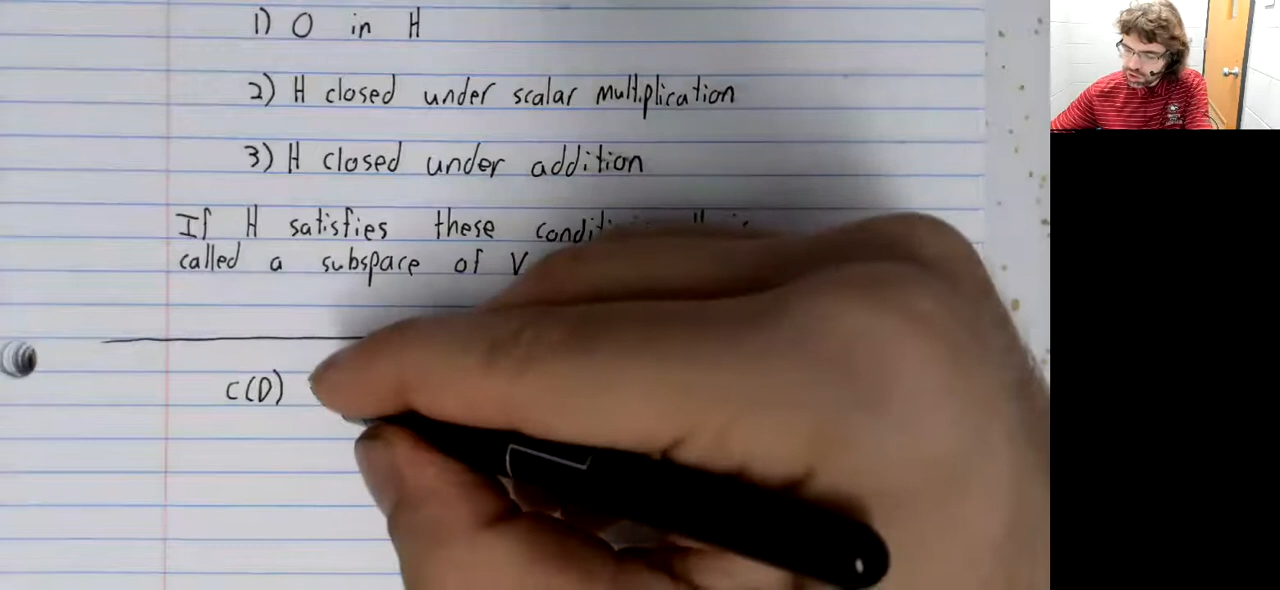 1) 0 in H
2) H closed under scalar multiplication
3) H closed under addition
If H satisfies these
called a subspace of V
C(D)